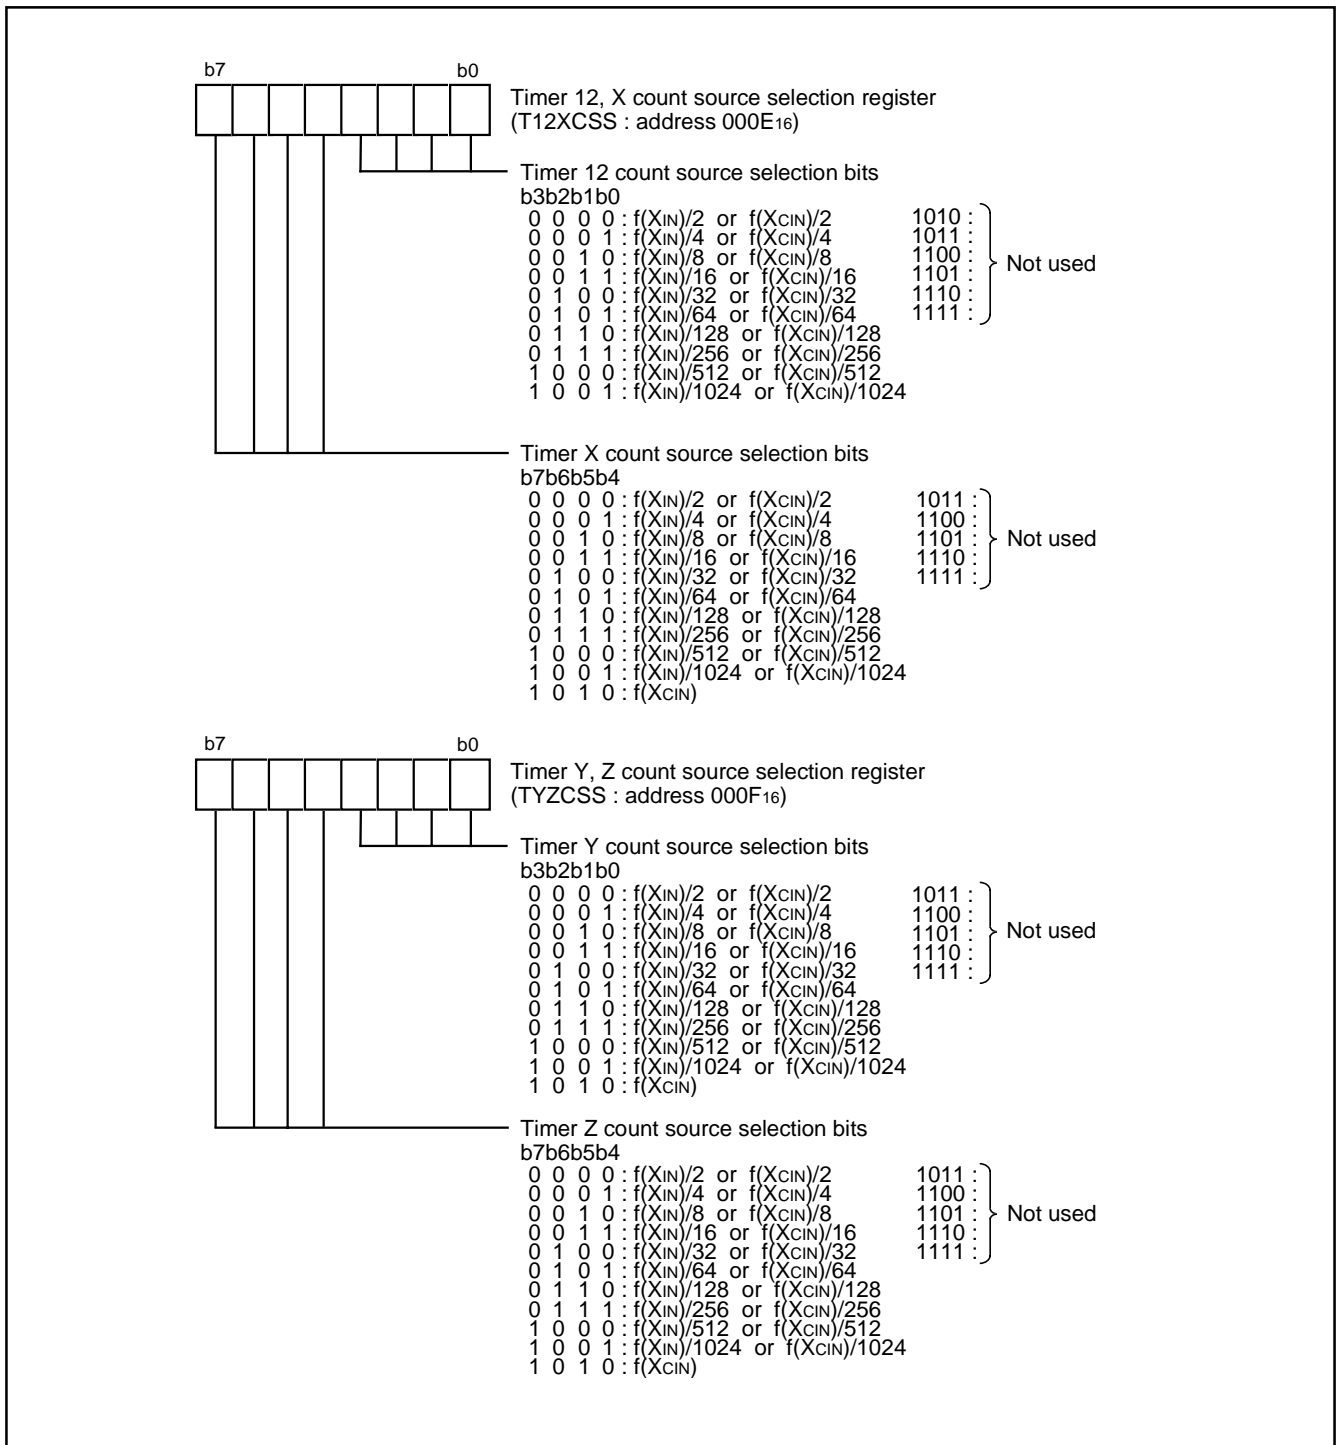 b7 b0
Timer 12, X count source selection register
(T12XCSS : address 000E16)
Timer 12 count source selection bits
b3b2b1b0
0 0 0 0 : f(XIN)/2 or f(XCIN)/2 1010 :
0 0 0 1 : f(XIN)/4 or f(XCIN)/4 1011 :
0 0 1 0 : f(XIN)/8 or f(XCIN)/8 1100 : Not used
0 0 1 1 : f(XIN)/16 or f(XCIN)/16 1101 :
0 1 0 0 : f(XIN)/32 or f(XCIN)/32 1110 :
0 1 0 1 : f(XIN)/64 or f(XCIN)/64 1111 :
0 1 1 0 : f(XIN)/128 or f(XCIN)/128
0 1 1 1 : f(XIN)/256 or f(XCIN)/256
1 0 0 0 : f(XIN)/512 or f(XCIN)/512
1 0 0 1 : f(XIN)/1024 or f(XCIN)/1024
Timer X count source selection bits
b7b6b5b4
0 0 0 0 : f(XIN)/2 or f(XCIN)/2 1011 :
0 0 0 1 : f(XIN)/4 or f(XCIN)/4 1100 :
0 0 1 0 : f(XIN)/8 or f(XCIN)/8 1101 : Not used
0 0 1 1 : f(XIN)/16 or f(XCIN)/16 1110 :
0 1 0 0 : f(XIN)/32 or f(XCIN)/32 1111 :
0 1 0 1 : f(XIN)/64 or f(XCIN)/64
0 1 1 0 : f(XIN)/128 or f(XCIN)/128
0 1 1 1 : f(XIN)/256 or f(XCIN)/256
1 0 0 0 : f(XIN)/512 or f(XCIN)/512
1 0 0 1 : f(XIN)/1024 or f(XCIN)/1024
1 0 1 0 : f(XCIN)
b7 b0
Timer Y, Z count source selection register
(TYZCSS : address 000F16)
Timer Y count source selection bits
b3b2b1b0
0 0 0 0 : f(XIN)/2 or f(XCIN)/2 1011 :
0 0 0 1 : f(XIN)/4 or f(XCIN)/4 1100 :
0 0 1 0 : f(XIN)/8 or f(XCIN)/8 1101 : Not used
0 0 1 1 : f(XIN)/16 or f(XCIN)/16 1110 :
0 1 0 0 : f(XIN)/32 or f(XCIN)/32 1111 :
0 1 0 1 : f(XIN)/64 or f(XCIN)/64
0 1 1 0 : f(XIN)/128 or f(XCIN)/128
0 1 1 1 : f(XIN)/256 or f(XCIN)/256
1 0 0 0 : f(XIN)/512 or f(XCIN)/512
1 0 0 1 : f(XIN)/1024 or f(XCIN)/1024
1 0 1 0 : f(XCIN)
Timer Z count source selection bits
b7b6b5b4
0 0 0 0 : f(XIN)/2 or f(XCIN)/2 1011 :
0 0 0 1 : f(XIN)/4 or f(XCIN)/4 1100 :
0 0 1 0 : f(XIN)/8 or f(XCIN)/8 1101 : Not used
0 0 1 1 : f(XIN)/16 or f(XCIN)/16 1110 :
0 1 0 0 : f(XIN)/32 or f(XCIN)/32 1111 :
0 1 0 1 : f(XIN)/64 or f(XCIN)/64
0 1 1 0 : f(XIN)/128 or f(XCIN)/128
0 1 1 1 : f(XIN)/256 or f(XCIN)/256
1 0 0 0 : f(XIN)/512 or f(XCIN)/512
1 0 0 1 : f(XIN)/1024 or f(XCIN)/1024
1 0 1 0 : f(XCIN)